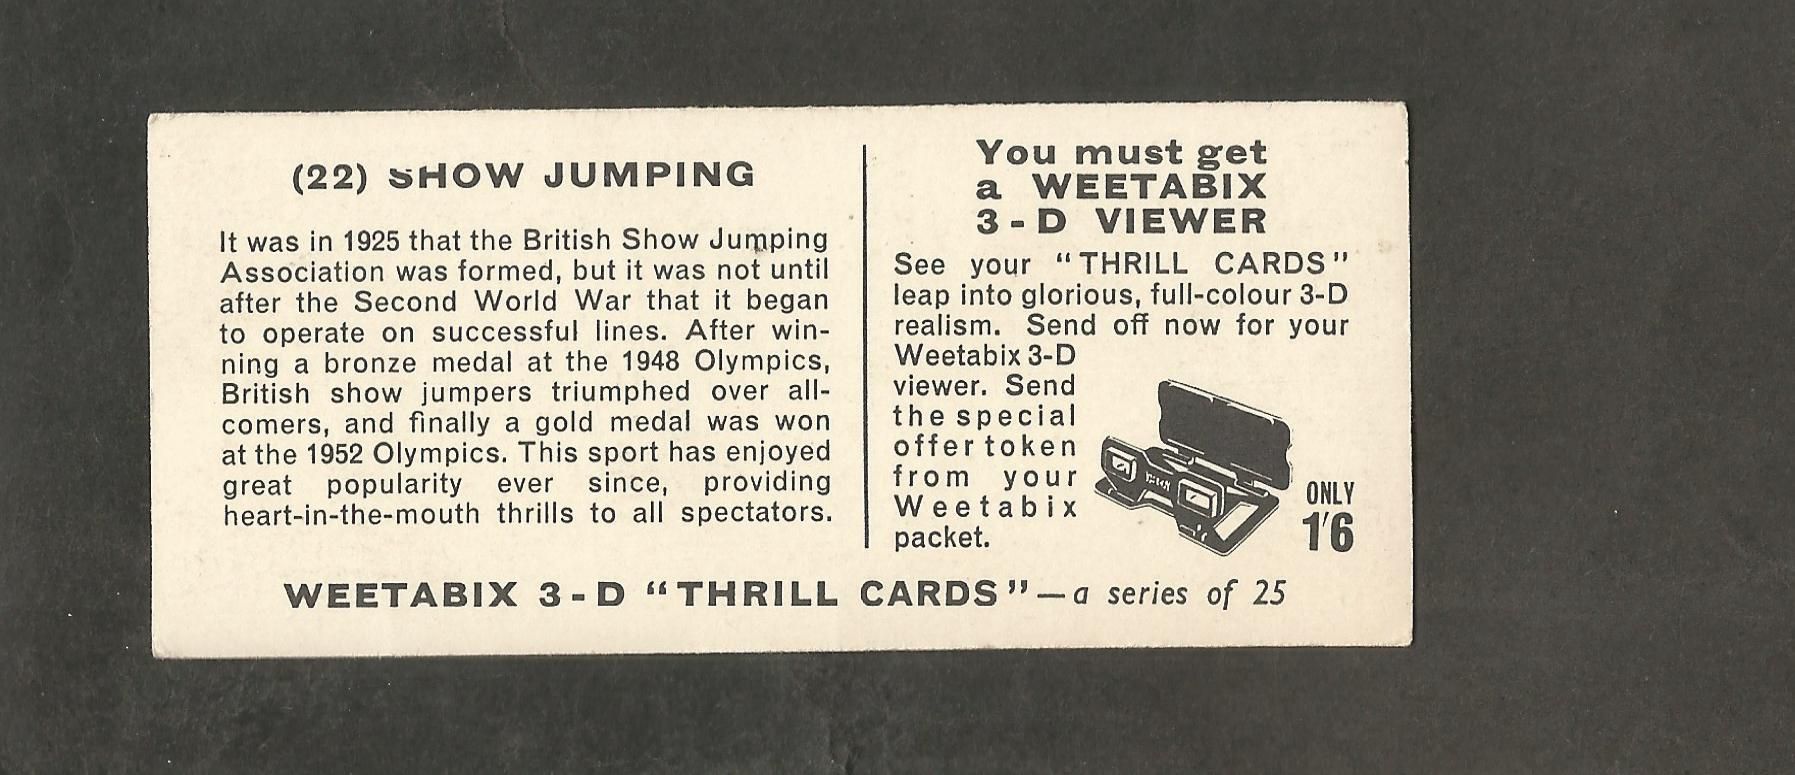 (22) SHOW JUMPING
It was in 1925 that the British Show Jumping
Association was formed, but it was not until
after the Second World War that it began
to operate on successful lines. After win-
ning a bronze medal at the 1948 Olympics,
British show jumpers triumphed over all-
comers, and finally a gold medal was won
at the 1952 Olympics. This sport has enjoyed
great popularity ever since, providing
heart-in-the-mouth thrills to all spectators.
You must get
a WEETABIX
3-D VIEWER
See your "THRILL CARDS"
leap into glorious, full-colour 3-D
realism. Send off now for your
Weetabix 3-D
viewer. Send
the special
offer token
from your
Weetabix
packet.
ONLY
1'6
WEETABIX 3-D "THRILL CARDS"—a series of 25